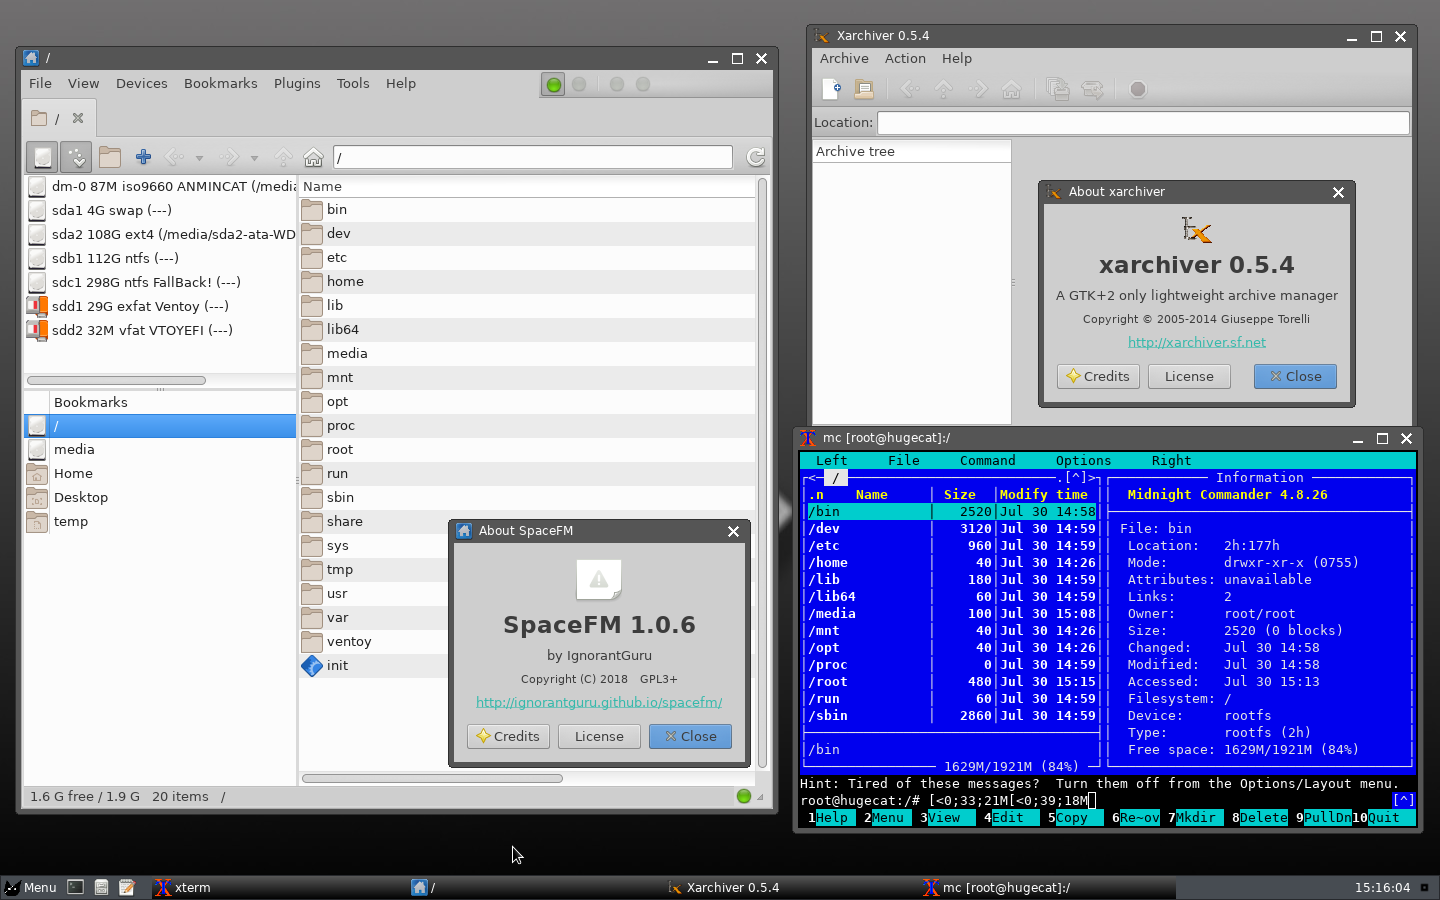 /
File View Devices Bookmarks Plugins Tools Help
/
/
dm-0 87M iso9660 ANMINCAT (/media
sda1 4G swap (---)
sda2 108G ext4 (/media/sda2-ata-WD
sdb1 112G ntfs (---)
sdc1 298G ntfs FallBack! (---)
sdd1 29G exfat Ventoy (---)
sdd2 32M vfat VTOYEFI (---)
Bookmarks
/
media
Home
Desktop
temp
Name
bin
dev
etc
home
lib
lib64
media
mnt
opt
proc
root
run
sbin
share
sys
tmp
usr
var
ventoy
init
1.6 G free / 1.9 G 20 items /
About SpaceFM
SpaceFM 1.0.6
by IgnorantGuru
Copyright (C) 2018 GPL3+
http://ignorantguru.github.io/spacefm/
Credits License Close
Xarchiver 0.5.4
Archive Action Help
Location:
Archive tree
About xarchiver
xarchiver 0.5.4
A GTK+2 only lightweight archive manager
Copyright © 2005-2014 Giuseppe Torelli
http://xarchiver.sf.net
Credits License Close
mc [root@hugecat]:/
Left File Command Options Right
<─ / .[^]>
.n Name Size Modify time
/bin 2520 Jul 30 14:58
/dev 3120 Jul 30 14:59
/etc 960 Jul 30 14:59
/home 40 Jul 30 14:26
/lib 180 Jul 30 14:59
/lib64 60 Jul 30 14:59
/media 100 Jul 30 15:08
/mnt 40 Jul 30 14:26
/opt 40 Jul 30 14:26
/proc 0 Jul 30 14:59
/root 480 Jul 30 15:15
/run 60 Jul 30 14:59
/sbin 2860 Jul 30 14:59
/bin
1629M/1921M (84%)
Information
Midnight Commander 4.8.26
File: bin
Location: 2h:177h
Mode: drwxr-xr-x (0755)
Attributes: unavailable
Links: 2
Owner: root/root
Size: 2520 (0 blocks)
Changed: Jul 30 14:58
Modified: Jul 30 14:58
Accessed: Jul 30 15:13
Filesystem: /
Device: rootfs
Type: rootfs (2h)
Free space: 1629M/1921M (84%)
Hint: Tired of these messages? Turn them off from the Options/Layout menu.
root@hugecat:/# [<0;33;21M[<0;39;18M [^]
1Help 2Menu 3View 4Edit 5Copy 6Re~ov 7Mkdir 8Delete 9PullDn 10Quit
Menu xterm / Xarchiver 0.5.4 mc [root@hugecat]:/ 15:16:04